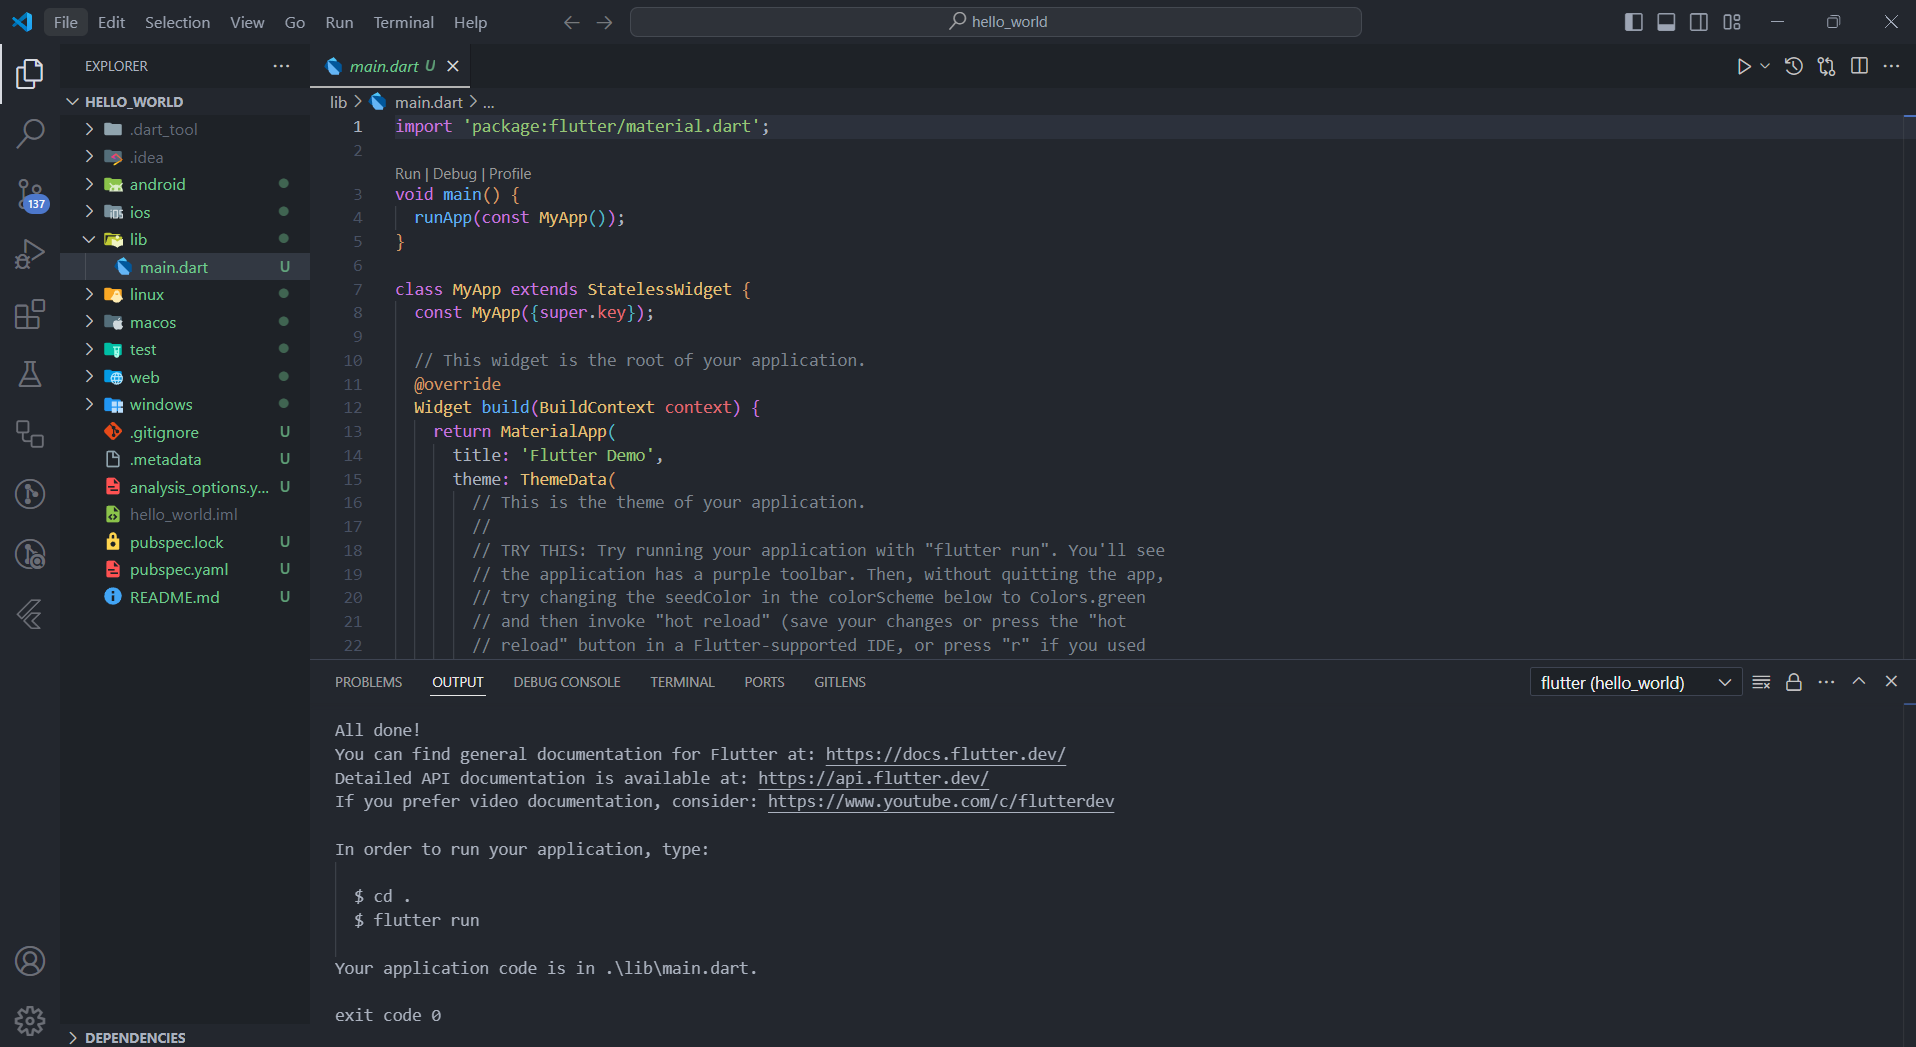 File Edit Selection View Go Run Terminal Help
hello_world
EXPLORER
HELLO_WORLD
.dart_tool
.idea
android
ios
lib
main.dart U
linux
macos
test
web
windows
.gitignore U
.metadata U
analysis_options.y... U
hello_world.iml
pubspec.lock U
pubspec.yaml U
README.md U
DEPENDENCIES
137
main.dart U
lib > main.dart > ...
1 import 'package:flutter/material.dart';
2
Run | Debug | Profile
3 void main() {
4 runApp(const MyApp());
5 }
6
7 class MyApp extends StatelessWidget {
8 const MyApp({super.key});
9
10 // This widget is the root of your application.
11 @override
12 Widget build(BuildContext context) {
13 return MaterialApp(
14 title: 'Flutter Demo',
15 theme: ThemeData(
16 // This is the theme of your application.
17 //
18 // TRY THIS: Try running your application with "flutter run". You'll see
19 // the application has a purple toolbar. Then, without quitting the app,
20 // try changing the seedColor in the colorScheme below to Colors.green
21 // and then invoke "hot reload" (save your changes or press the "hot
22 // reload" button in a Flutter-supported IDE, or press "r" if you used
PROBLEMS OUTPUT DEBUG CONSOLE TERMINAL PORTS GITLENS
flutter (hello_world)
All done!
You can find general documentation for Flutter at: https://docs.flutter.dev/
Detailed API documentation is available at: https://api.flutter.dev/
If you prefer video documentation, consider: https://www.youtube.com/c/flutterdev
In order to run your application, type:
$ cd .
$ flutter run
Your application code is in .\lib\main.dart.
exit code 0